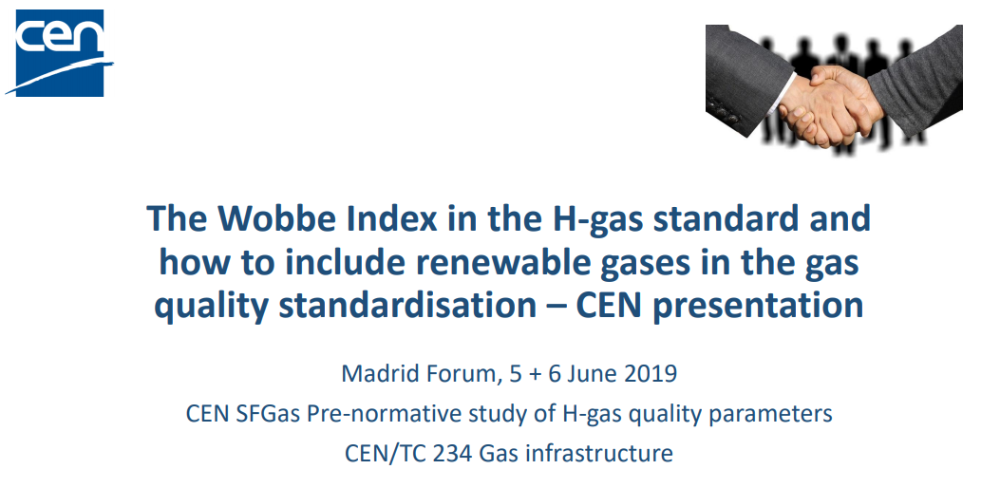 cen
The Wobbe Index in the H-gas standard and
how to include renewable gases in the gas
quality standardisation – CEN presentation
Madrid Forum, 5 + 6 June 2019
CEN SFGas Pre-normative study of H-gas quality parameters
CEN/TC 234 Gas infrastructure